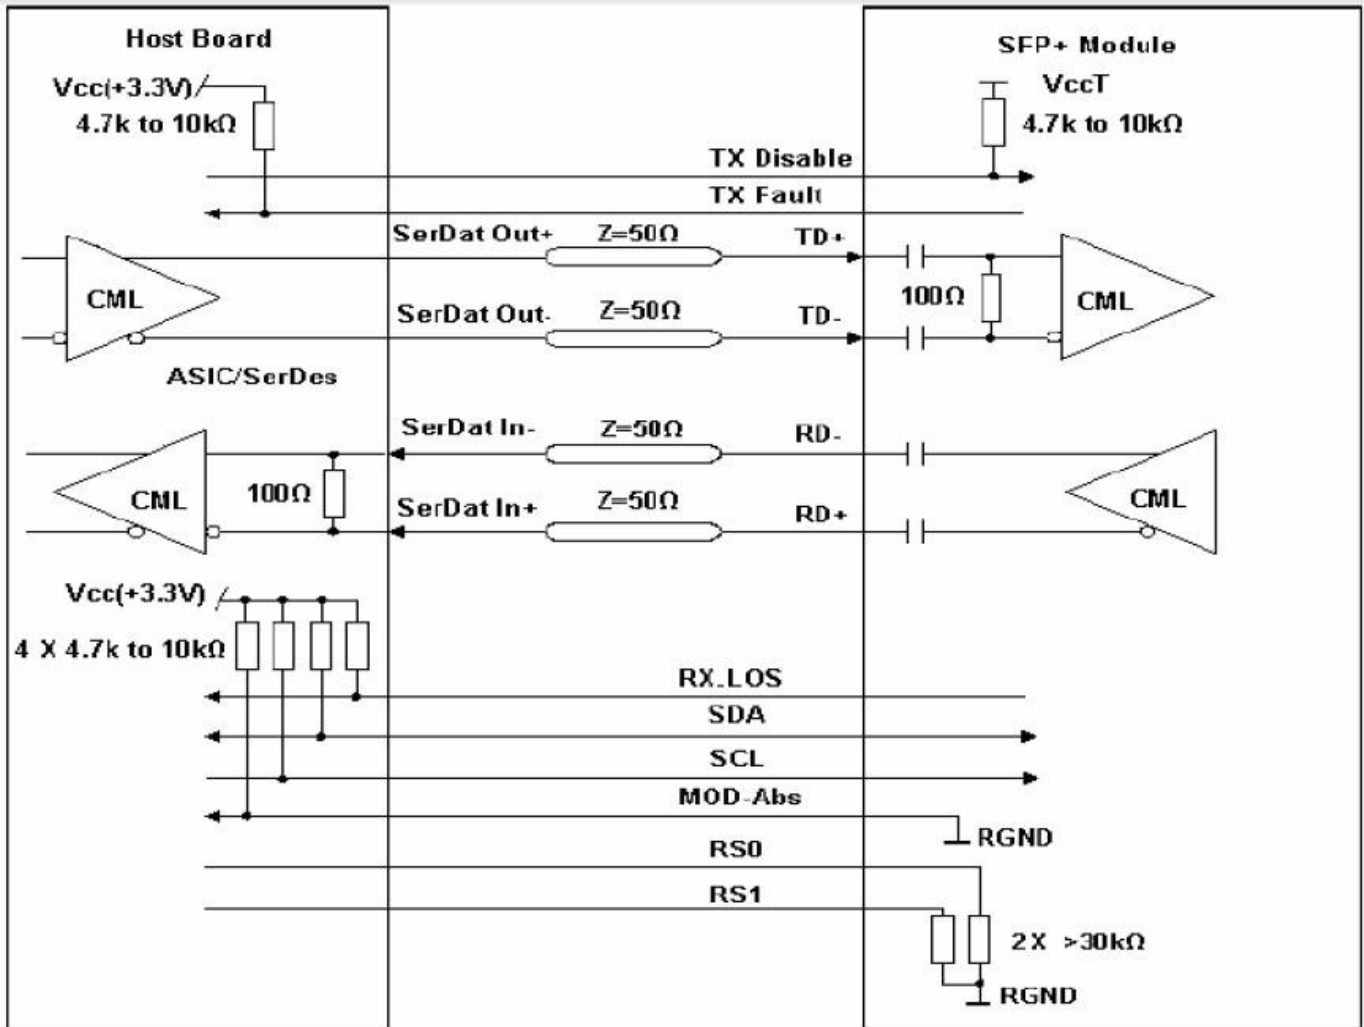 Host Board
SFP+ Module
Vcc(+3.3V)
VccT
4.7k to 10kΩ
4.7k to 10kΩ
TX Disable
TX Fault
SerDat Out+
Z=50Ω
TD+
CML
100Ω
CML
SerDat Out-
Z=50Ω
TD-
ASIC/SerDes
SerDat In-
Z=50Ω
RD-
CML
100Ω
SerDat In+
Z=50Ω
RD+
CML
Vcc(+3.3V)
4 X 4.7k to 10kΩ
RX_LOS
SDA
SCL
MOD-Abs
RGND
RS0
RS1
2X >30kΩ
RGND